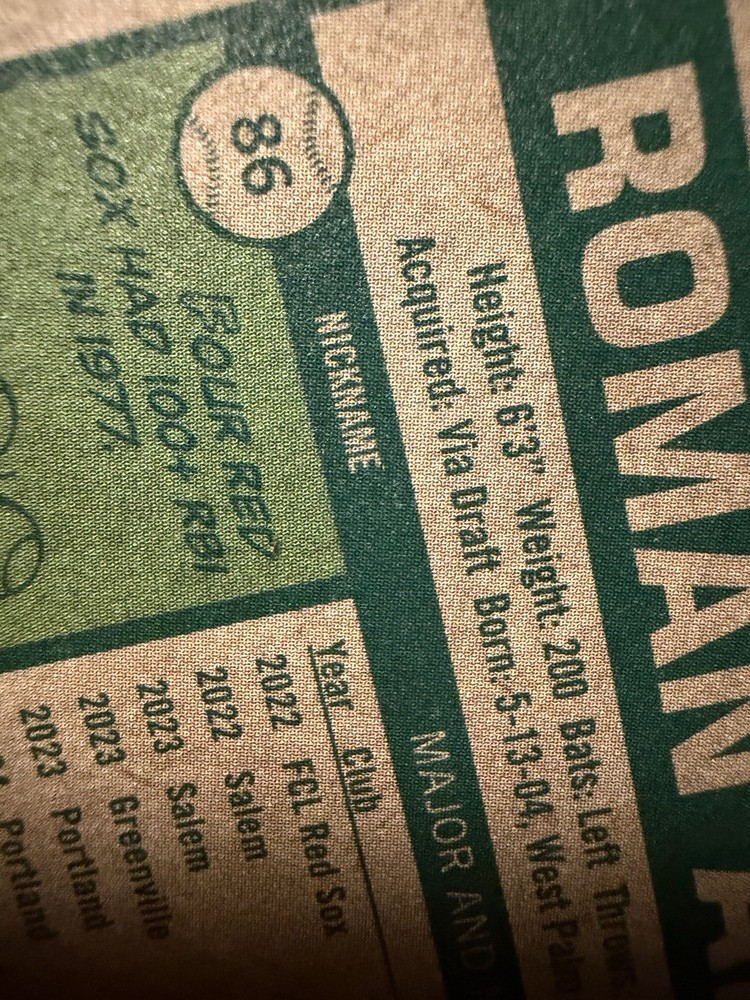 ROMAN A
Height: 6'3" Weight: 200 Bats: Left Throws:
Acquired: Via Draft Born: 5-13-04, West Palm
86
NICKNAME
MAJOR AND
FOUR RED
SOX HAD 100+ RBI
IN 1977.
Year Club
2022 FCL Red Sox
2022 Salem
2023 Salem
2023 Greenville
2023 Portland
Portland